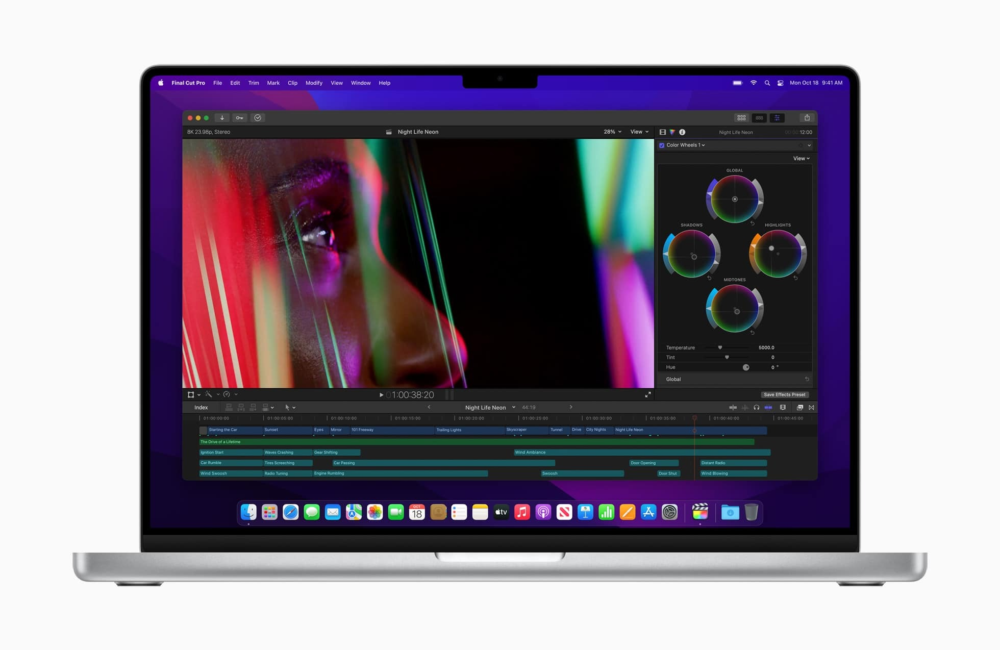 Final Cut Pro File Edit Trim Mark Clip Modify View Window Help Mon Oct 18 9:41 AM
8K 23.98p, Stereo Night Life Neon 28% View Night Life Neon 00:00:12:00
Color Wheels 1
View
GLOBAL
SHADOWS HIGHLIGHTS
MIDTONES
Temperature 5000.0
Tint 0
Hue 0 °
Global
01:00:38:20 Save Effects Preset
Index Night Life Neon 44:19
01:00:00:00 01:00:05:00 01:00:10:00 01:00:15:00 01:00:20:00 01:00:25:00 01:00:30:00 01:00:35:00 01:00:40:00 01:00:45:00
Starting the Car Sunset Eyes Mirror 101 Freeway Trailing Lights Skyscraper Tunnel Drive City Nights Night Life Neon
The Drive of a Lifetime
Ignition Start Waves Crashing Gear Shifting Wind Ambiance
Car Rumble Tires Screeching Car Passing Door Opening Distant Radio
Wind Swoosh Radio Tuning Engine Rumbling Swoosh Door Shut Wind Blowing
OCT
18
tv